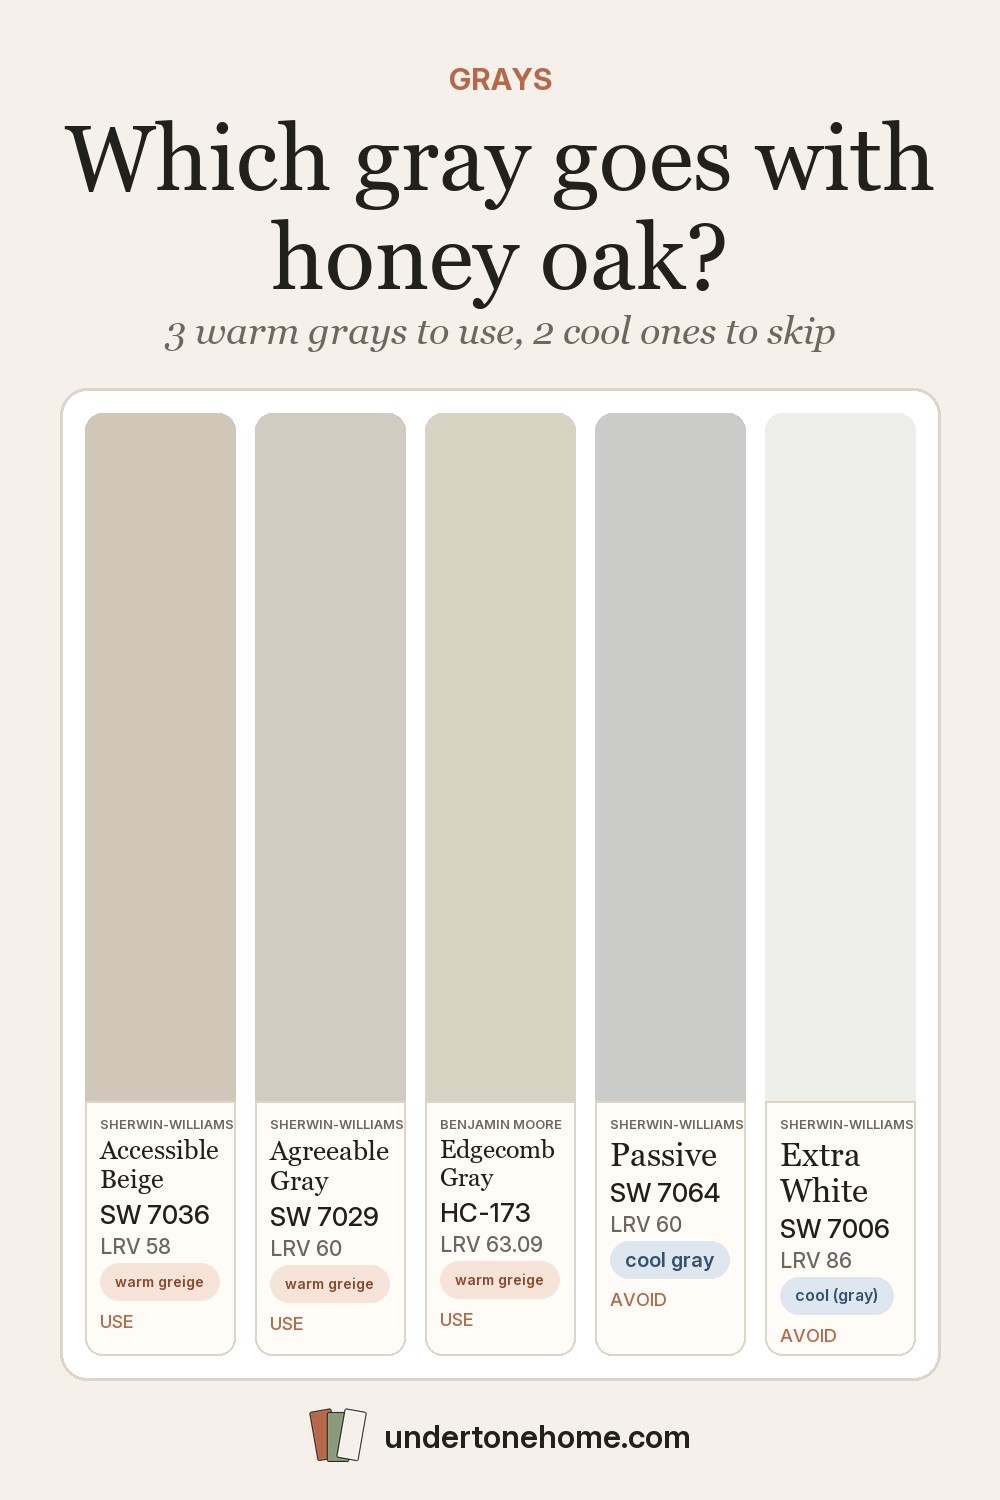 GRAYS
Which gray goes with
honey oak?
3 warm grays to use, 2 cool ones to skip
SHERWIN-WILLIAMS
Accessible
Beige
SW 7036
LRV 58
warm greige
USE
SHERWIN-WILLIAMS
Agreeable
Gray
SW 7029
LRV 60
warm greige
USE
BENJAMIN MOORE
Edgecomb
Gray
HC-173
LRV 63.09
warm greige
USE
SHERWIN-WILLIAMS
Passive
SW 7064
LRV 60
cool gray
AVOID
SHERWIN-WILLIAMS
Extra
White
SW 7006
LRV 86
cool (gray)
AVOID
undertonehome.com